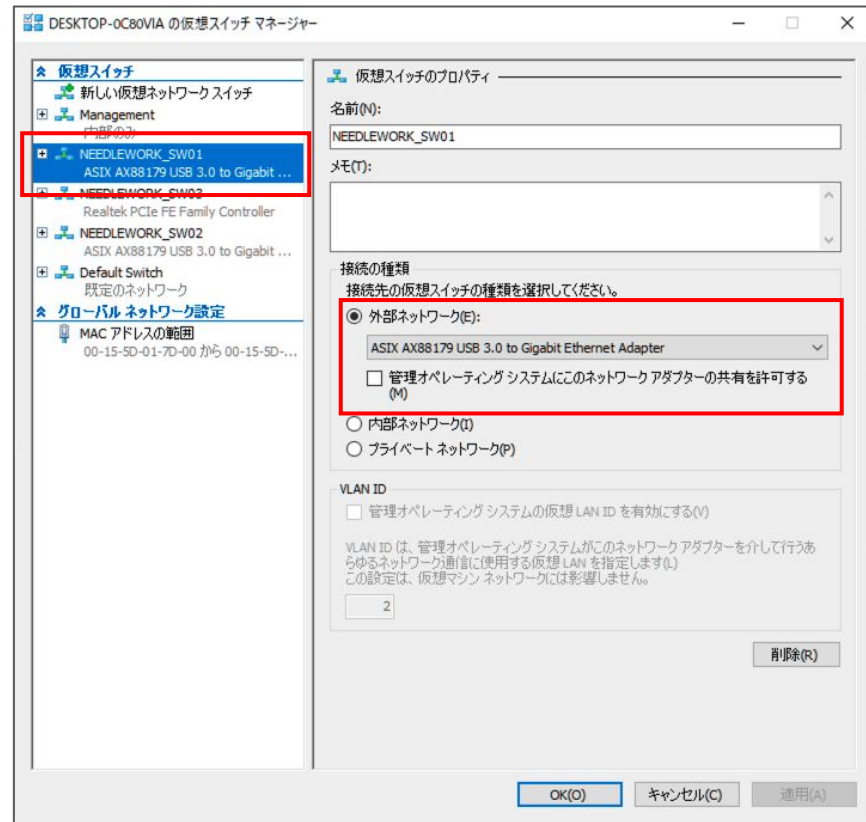 DESKTOP-0C80VIA の仮想スイッチ マネージャー
仮想スイッチ
新しい仮想ネットワーク スイッチ
Management
内部のみ
NEEDLEWORK_SW01
ASIX AX88179 USB 3.0 to Gigabit ...
NEEDLEWORK_SW03
Realtek PCIe FE Family Controller
NEEDLEWORK_SW02
ASIX AX88179 USB 3.0 to Gigabit ...
Default Switch
既定のネットワーク
グローバル ネットワーク設定
MAC アドレスの範囲
00-15-5D-01-7D-00 から 00-15-5D-...
仮想スイッチのプロパティ
名前(N):
NEEDLEWORK_SW01
メモ(T):
接続の種類
接続先の仮想スイッチの種類を選択してください。
外部ネットワーク(E):
ASIX AX88179 USB 3.0 to Gigabit Ethernet Adapter
管理オペレーティング システムにこのネットワーク アダプターの共有を許可する
(M)
内部ネットワーク(I)
プライベート ネットワーク(P)
VLAN ID
管理オペレーティング システムの仮想 LAN ID を有効にする(V)
VLAN ID は、管理オペレーティング システムがこのネットワーク アダプターを介して行うあ
らゆるネットワーク通信に使用する仮想 LAN を指定します(L)
この設定は、仮想マシン ネットワークには影響しません。
2
削除(R)
OK(O)
キャンセル(C)
適用(A)